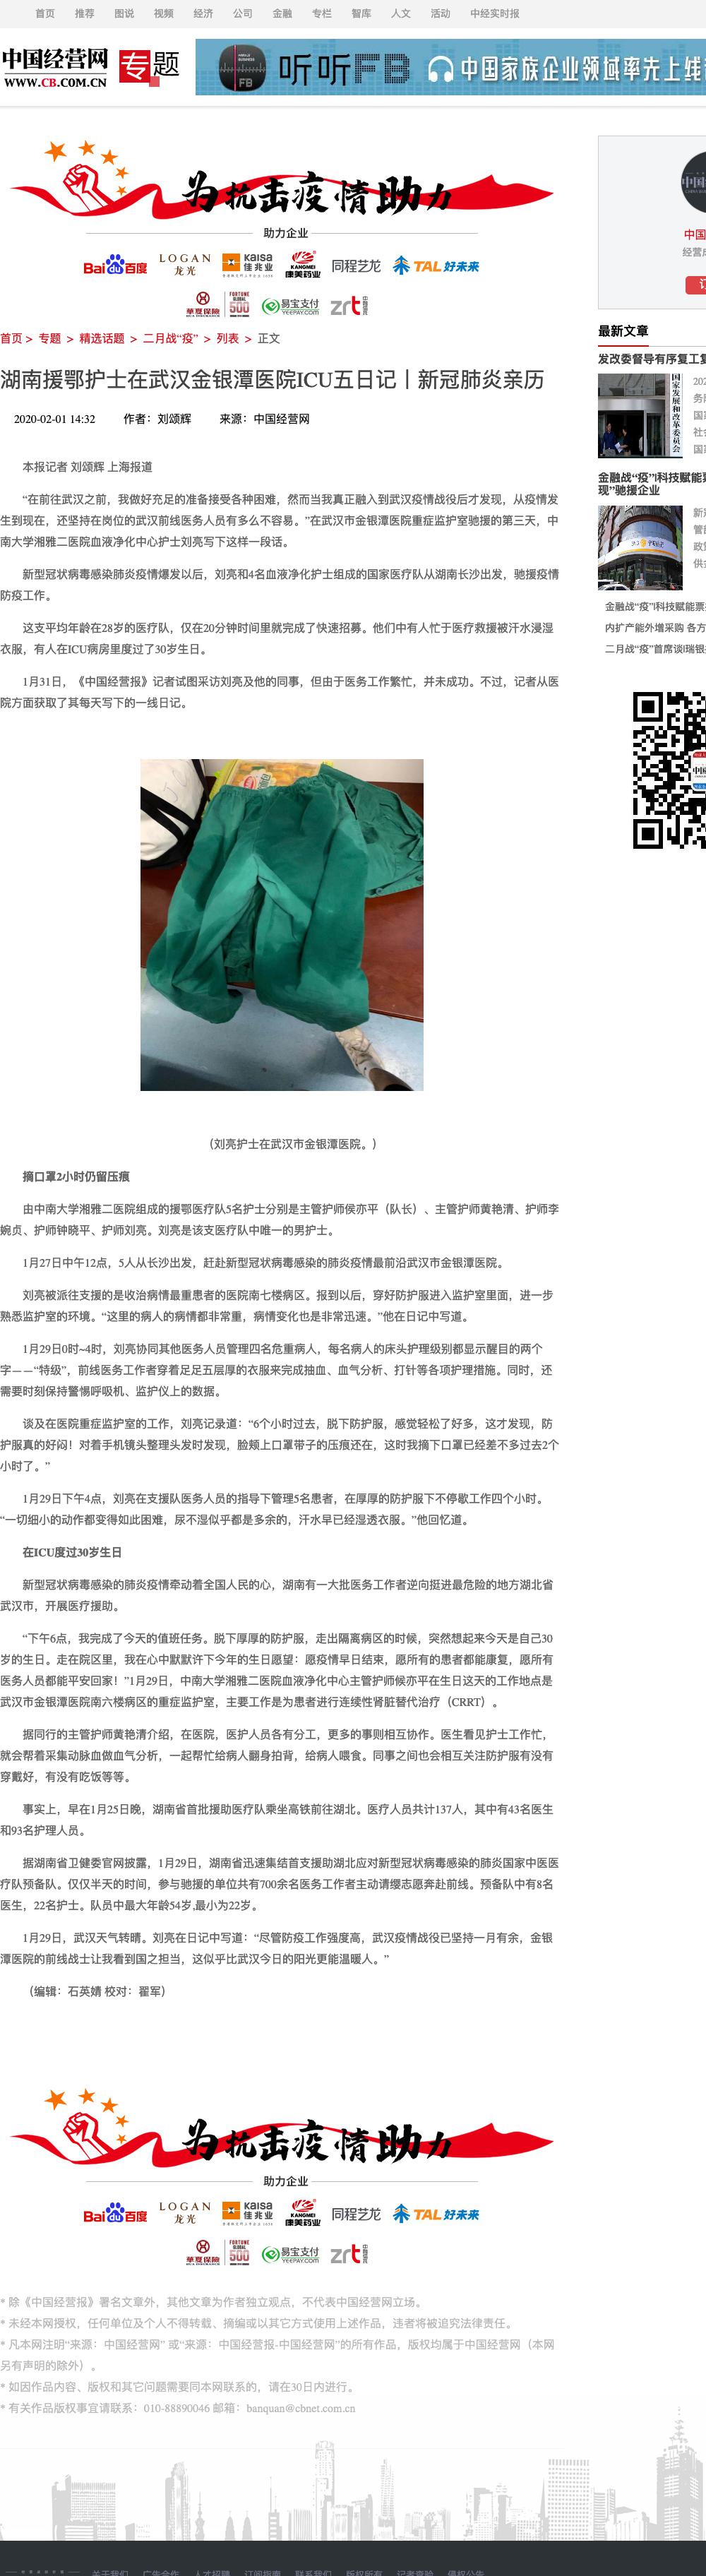 首页 推荐 图说 视频 经济 公司 金融 专栏 智库 人文 活动 中经实时报
中国经营网
WWW.CB.COM.CN
专题
MOBILE BUSINESS
FB
听听FB
中国家族企业领域率先上线
为抗击疫情助力
助力企业
Bai百度
LOGAN
龙光
KAISA
佳兆业
KANGMEI
康美药业
同程艺龙
TAL好未来
華夏保險
FORTUNE
500
易宝支付
YEEPAY.COM
zrt
首页 > 专题 > 精选话题 > 二月战“疫” > 列表 > 正文
湖南援鄂护士在武汉金银潭医院ICU五日记丨新冠肺炎亲历
2020-02-01 14:32 作者：刘颂辉 来源：中国经营网
本报记者 刘颂辉 上海报道
“在前往武汉之前，我做好充足的准备接受各种困难，然而当我真正融入到武汉疫情战役后才发现，从疫情发
生到现在，还坚持在岗位的武汉前线医务人员有多么不容易。”在武汉市金银潭医院重症监护室驰援的第三天，中
南大学湘雅二医院血液净化中心护士刘亮写下这样一段话。
新型冠状病毒感染肺炎疫情爆发以后，刘亮和4名血液净化护士组成的国家医疗队从湖南长沙出发，驰援疫情
防疫工作。
这支平均年龄在28岁的医疗队，仅在20分钟时间里就完成了快速招募。他们中有人忙于医疗救援被汗水浸湿
衣服，有人在ICU病房里度过了30岁生日。
1月31日，《中国经营报》记者试图采访刘亮及他的同事，但由于医务工作繁忙，并未成功。不过，记者从医
院方面获取了其每天写下的一线日记。
（刘亮护士在武汉市金银潭医院。）
摘口罩2小时仍留压痕
由中南大学湘雅二医院组成的援鄂医疗队5名护士分别是主管护师侯亦平（队长）、主管护师黄艳清、护师李
婉贞、护师钟晓平、护师刘亮。刘亮是该支医疗队中唯一的男护士。
1月27日中午12点，5人从长沙出发，赶赴新型冠状病毒感染的肺炎疫情最前沿武汉市金银潭医院。
刘亮被派往支援的是收治病情最重患者的医院南七楼病区。报到以后，穿好防护服进入监护室里面，进一步
熟悉监护室的环境。“这里的病人的病情都非常重，病情变化也是非常迅速。”他在日记中写道。
1月29日0时~4时，刘亮协同其他医务人员管理四名危重病人，每名病人的床头护理级别都显示醒目的两个
字——“特级”，前线医务工作者穿着足足五层厚的衣服来完成抽血、血气分析、打针等各项护理措施。同时，还
需要时刻保持警惕呼吸机、监护仪上的数据。
谈及在医院重症监护室的工作，刘亮记录道：“6个小时过去，脱下防护服，感觉轻松了好多，这才发现，防
护服真的好闷！对着手机镜头整理头发时发现，脸颊上口罩带子的压痕还在，这时我摘下口罩已经差不多过去2个
小时了。”
1月29日下午4点，刘亮在支援队医务人员的指导下管理5名患者，在厚厚的防护服下不停歇工作四个小时。
“一切细小的动作都变得如此困难，尿不湿似乎都是多余的，汗水早已经湿透衣服。”他回忆道。
在ICU度过30岁生日
新型冠状病毒感染的肺炎疫情牵动着全国人民的心，湖南有一大批医务工作者逆向挺进最危险的地方湖北省
武汉市，开展医疗援助。
“下午6点，我完成了今天的值班任务。脱下厚厚的防护服，走出隔离病区的时候，突然想起来今天是自己30
岁的生日。走在院区里，我在心中默默许下今年的生日愿望：愿疫情早日结束，愿所有的患者都能康复，愿所有
医务人员都能平安回家！”1月29日，中南大学湘雅二医院血液净化中心主管护师候亦平在生日这天的工作地点是
武汉市金银潭医院南六楼病区的重症监护室，主要工作是为患者进行连续性肾脏替代治疗（CRRT）。
据同行的主管护师黄艳清介绍，在医院，医护人员各有分工，更多的事则相互协作。医生看见护士工作忙，
就会帮着采集动脉血做血气分析，一起帮忙给病人翻身拍背，给病人喂食。同事之间也会相互关注防护服有没有
穿戴好，有没有吃饭等等。
事实上，早在1月25日晚，湖南省首批援助医疗队乘坐高铁前往湖北。医疗人员共计137人，其中有43名医生
和93名护理人员。
据湖南省卫健委官网披露，1月29日，湖南省迅速集结首支援助湖北应对新型冠状病毒感染的肺炎国家中医医
疗队预备队。仅仅半天的时间，参与驰援的单位共有700余名医务工作者主动请缨志愿奔赴前线。预备队中有8名
医生，22名护士。队员中最大年龄54岁,最小为22岁。
1月29日，武汉天气转晴。刘亮在日记中写道：“尽管防疫工作强度高，武汉疫情战役已坚持一月有余，金银
潭医院的前线战士让我看到国之担当，这似乎比武汉今日的阳光更能温暖人。”
（编辑：石英婧 校对：翟军）
为抗击疫情助力
助力企业
Bai百度
LOGAN
龙光
KAISA
佳兆业
KANGMEI
康美药业
同程艺龙
TAL好未来
華夏保險
FORTUNE
500
易宝支付
YEEPAY.COM
zrt
* 除《中国经营报》署名文章外，其他文章为作者独立观点，不代表中国经营网立场。
* 未经本网授权，任何单位及个人不得转载、摘编或以其它方式使用上述作品，违者将被追究法律责任。
* 凡本网注明“来源：中国经营网” 或“来源：中国经营报-中国经营网”的所有作品，版权均属于中国经营网（本网
另有声明的除外）。
* 如因作品内容、版权和其它问题需要同本网联系的，请在30日内进行。
* 有关作品版权事宜请联系：010-88890046 邮箱：banquan@cbnet.com.cn
中国
经营
订
最新文章
发改委督导有序复工复
国家发展和改革委员会
202
务
国
社会
国家
金融战“疫”|科技赋能票
现”驰援企业
新
管
政
供
金融战“疫”|科技赋能票
内扩产能外增采购 各方
二月战“疫”首席谈|瑞银
关于我们 广告合作 人才招聘 订阅指南 联系我们 版权所有 记者查验 侵权公告